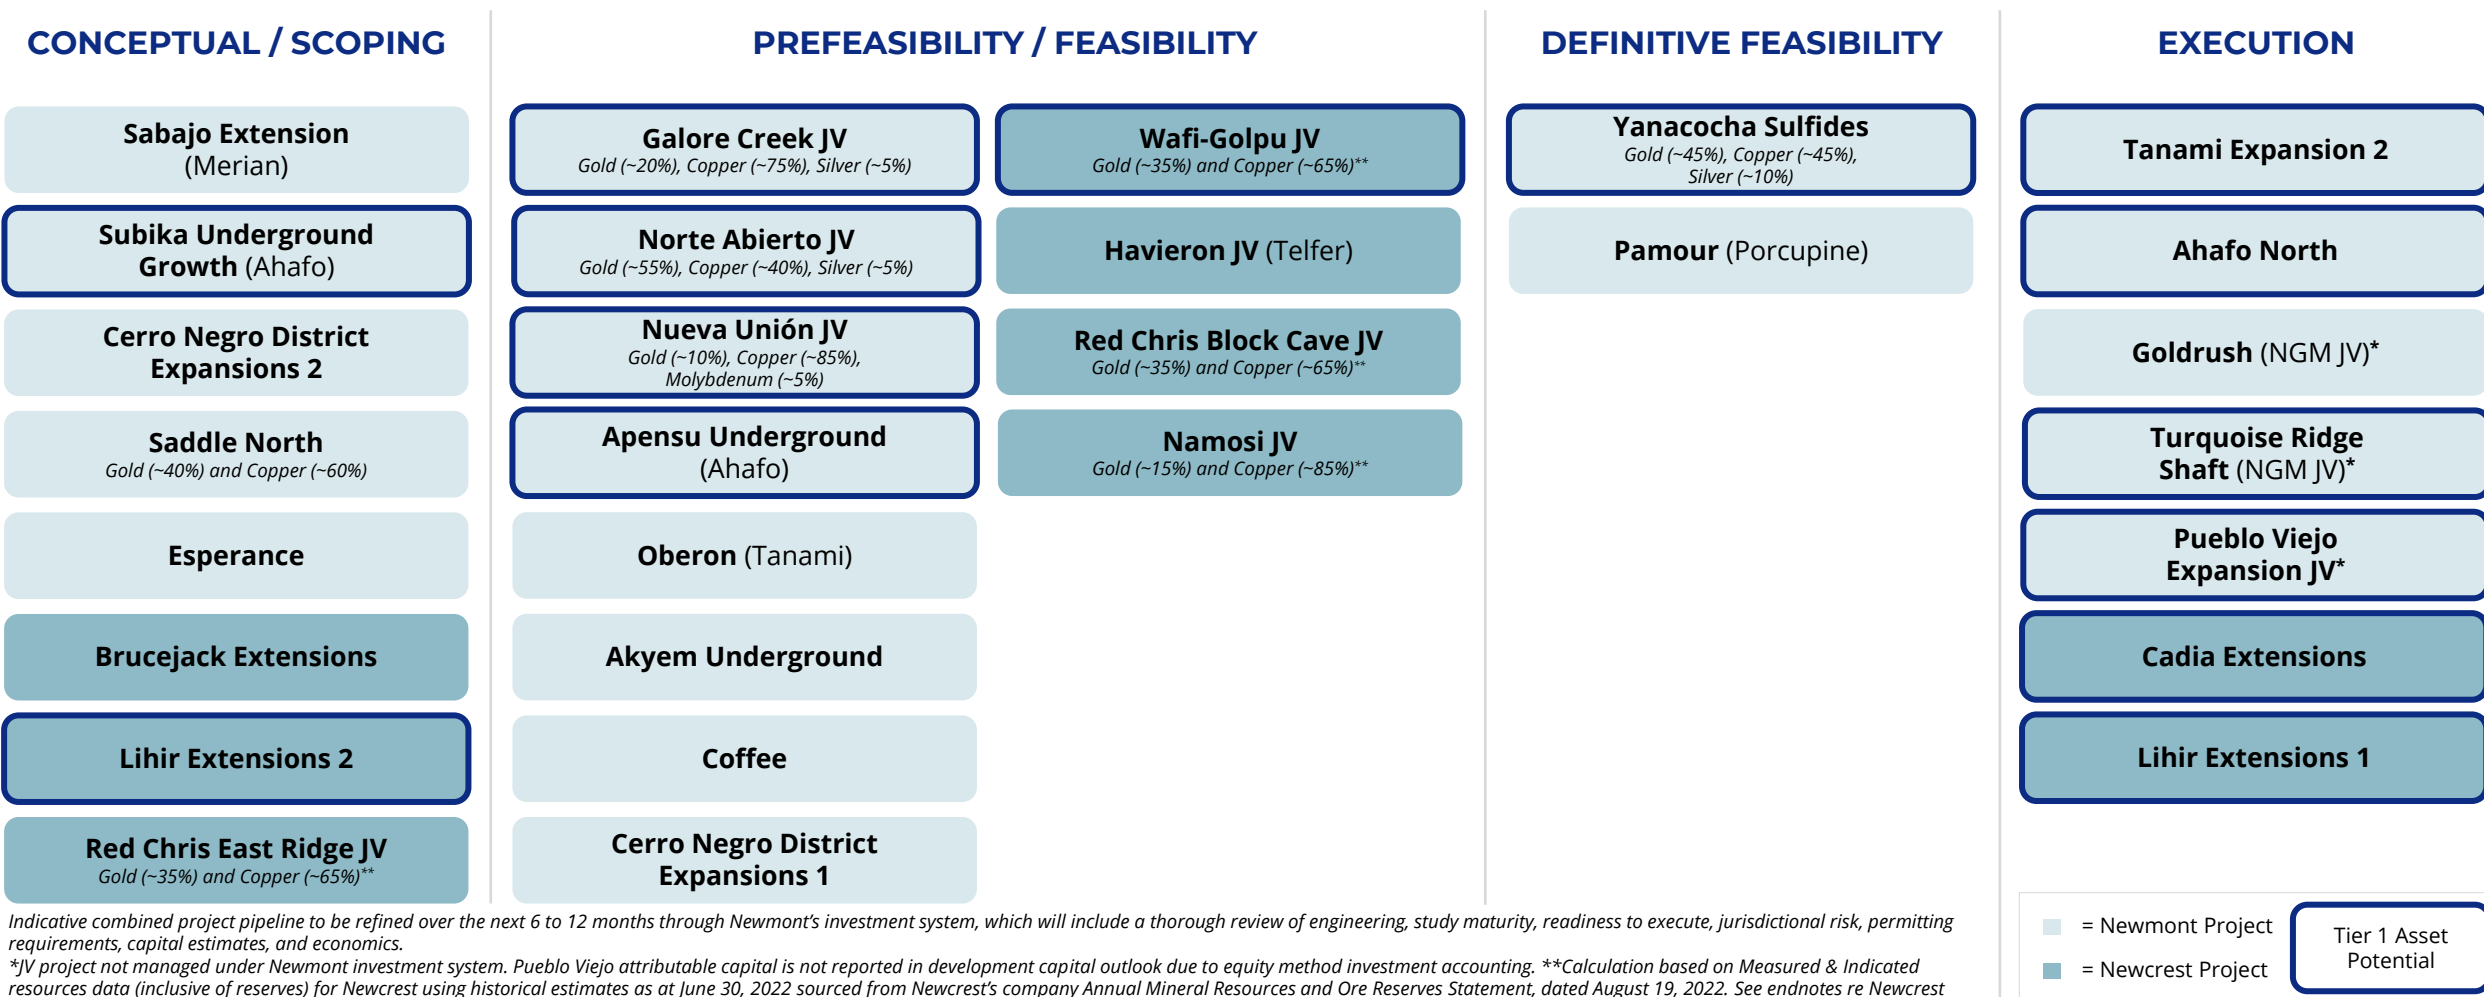 CONCEPTUAL / SCOPING
Sabajo Extension
(Merian)
Subika Underground
Growth (Ahafo)
Cerro Negro District
Expansions 2
Saddle North
Gold (~40%) and Copper (~60%)
Esperance
Brucejack Extensions
Lihir Extensions 2
Red Chris East Ridge JV
Gold (~35%) and Copper (~65%)**
PREFEASIBILITY / FEASIBILITY
Galore Creek JV
Gold (~20%), Copper (~75%), Silver (~5%)
Norte Abierto JV
Gold (~55%), Copper (~40%), Silver (~5%)
Nueva Unión JV
Gold (~10%), Copper (~85%),
Molybdenum (~5%)
Apensu Underground
(Ahafo)
Oberon (Tanami)
Akyem Underground
Coffee
Cerro Negro District
Expansions 1
Wafi-Golpu JV
Gold (~35%) and Copper (~65%)**
Havieron JV (Telfer)
Red Chris Block Cave JV
Gold (~35%) and Copper (~65%)**
Namosi JV
Gold (~15%) and Copper (~85%)**
DEFINITIVE FEASIBILITY
Yanacocha Sulfides
Gold (~45%), Copper (~45%),
Silver (~10%)
Pamour (Porcupine)
EXECUTION
Tanami Expansion 2
Ahafo North
Goldrush (NGM JV)*
Turquoise Ridge
Shaft (NGM JV)*
Pueblo Viejo
Expansion JV*
Cadia Extensions
Lihir Extensions 1
= Newmont Project
= Newcrest Project
Tier 1 Asset
Potential
Indicative combined project pipeline to be refined over the next 6 to 12 months through Newmont's investment system, which will include a thorough review of engineering, study maturity, readiness to execute, jurisdictional risk, permitting
requirements, capital estimates, and economics.
*JV project not managed under Newmont investment system. Pueblo Viejo attributable capital is not reported in development capital outlook due to equity method investment accounting. **Calculation based on Measured & Indicated
resources data (inclusive of reserves) for Newcrest using historical estimates as at June 30, 2022 sourced from Newcrest's company Annual Mineral Resources and Ore Reserves Statement, dated August 19, 2022. See endnotes re Newcrest